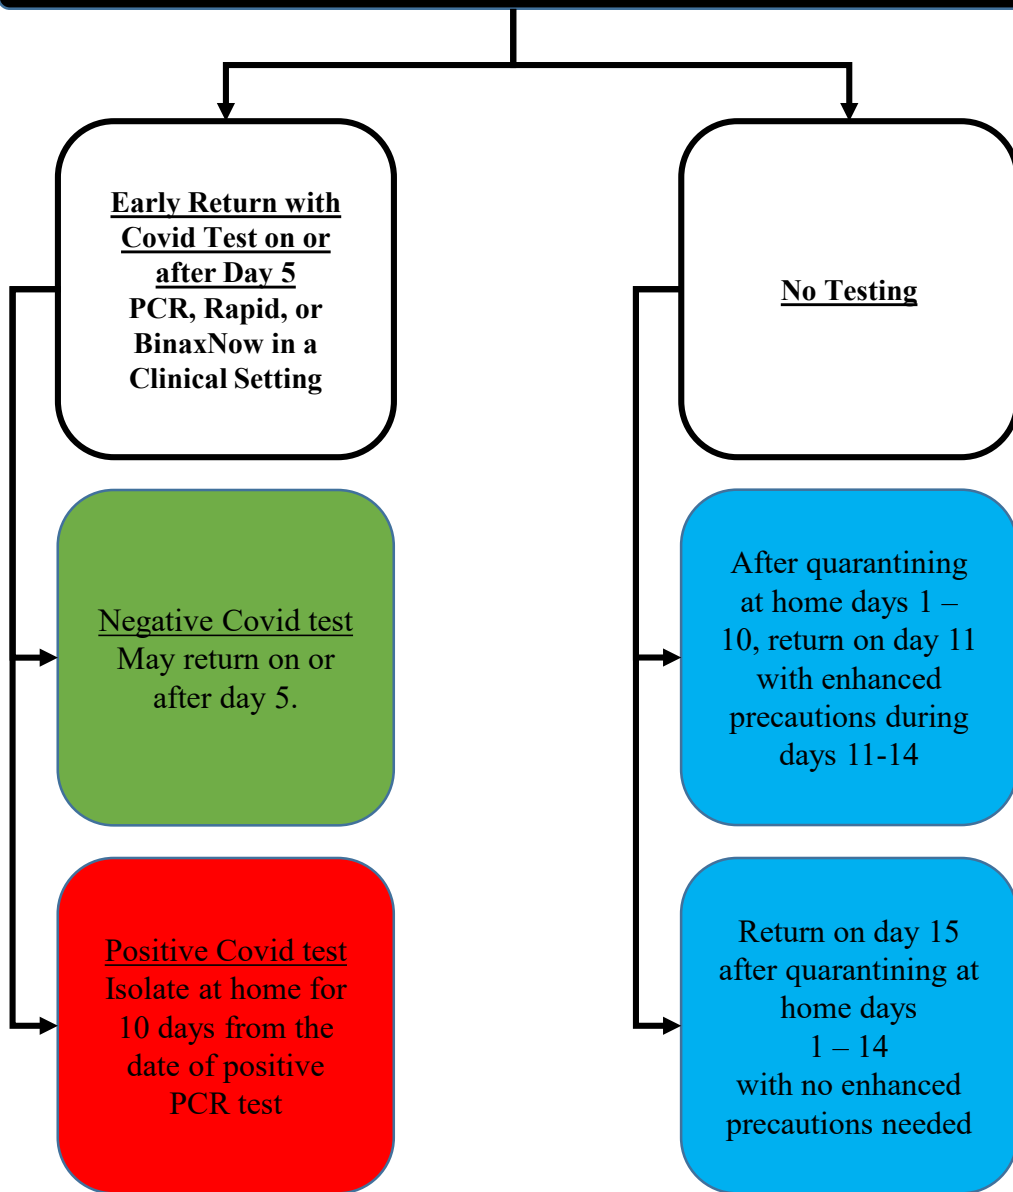 Early Return with
Covid Test on or
after Day 5
PCR, Rapid, or
BinaxNow in a
Clinical Setting
Negative Covid test
May return on or
after day 5.
Positive Covid test
Isolate at home for
10 days from the
date of positive
PCR test
No Testing
After quarantining
at home days 1 –
10, return on day 11
with enhanced
precautions during
days 11-14
Return on day 15
after quarantining at
home days
1 – 14
with no enhanced
precautions needed